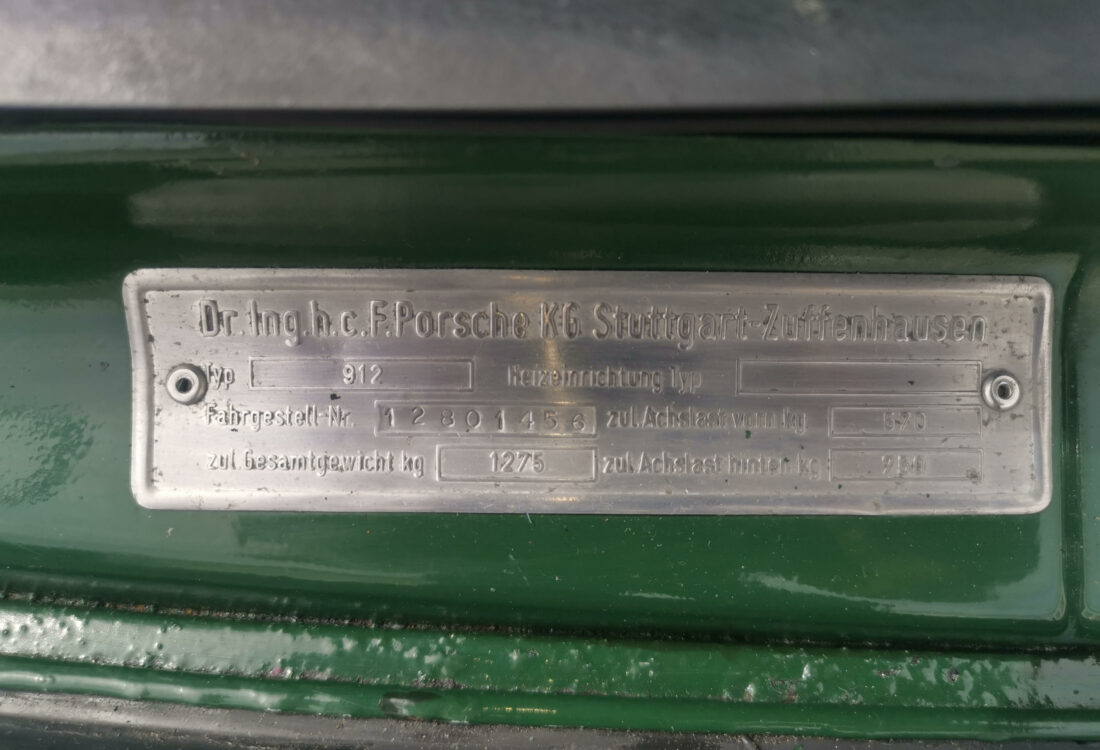 Dr. Ing. h. c. F. Porsche KG Stuttgart-Zuffenhausen
Typ 912 Heizeinrichtung Typ
Fahrgestell-Nr. 12801456 zul. Achslast vorn kg 570
zul. Gesamtgewicht kg 1275 zul. Achslast hinten kg